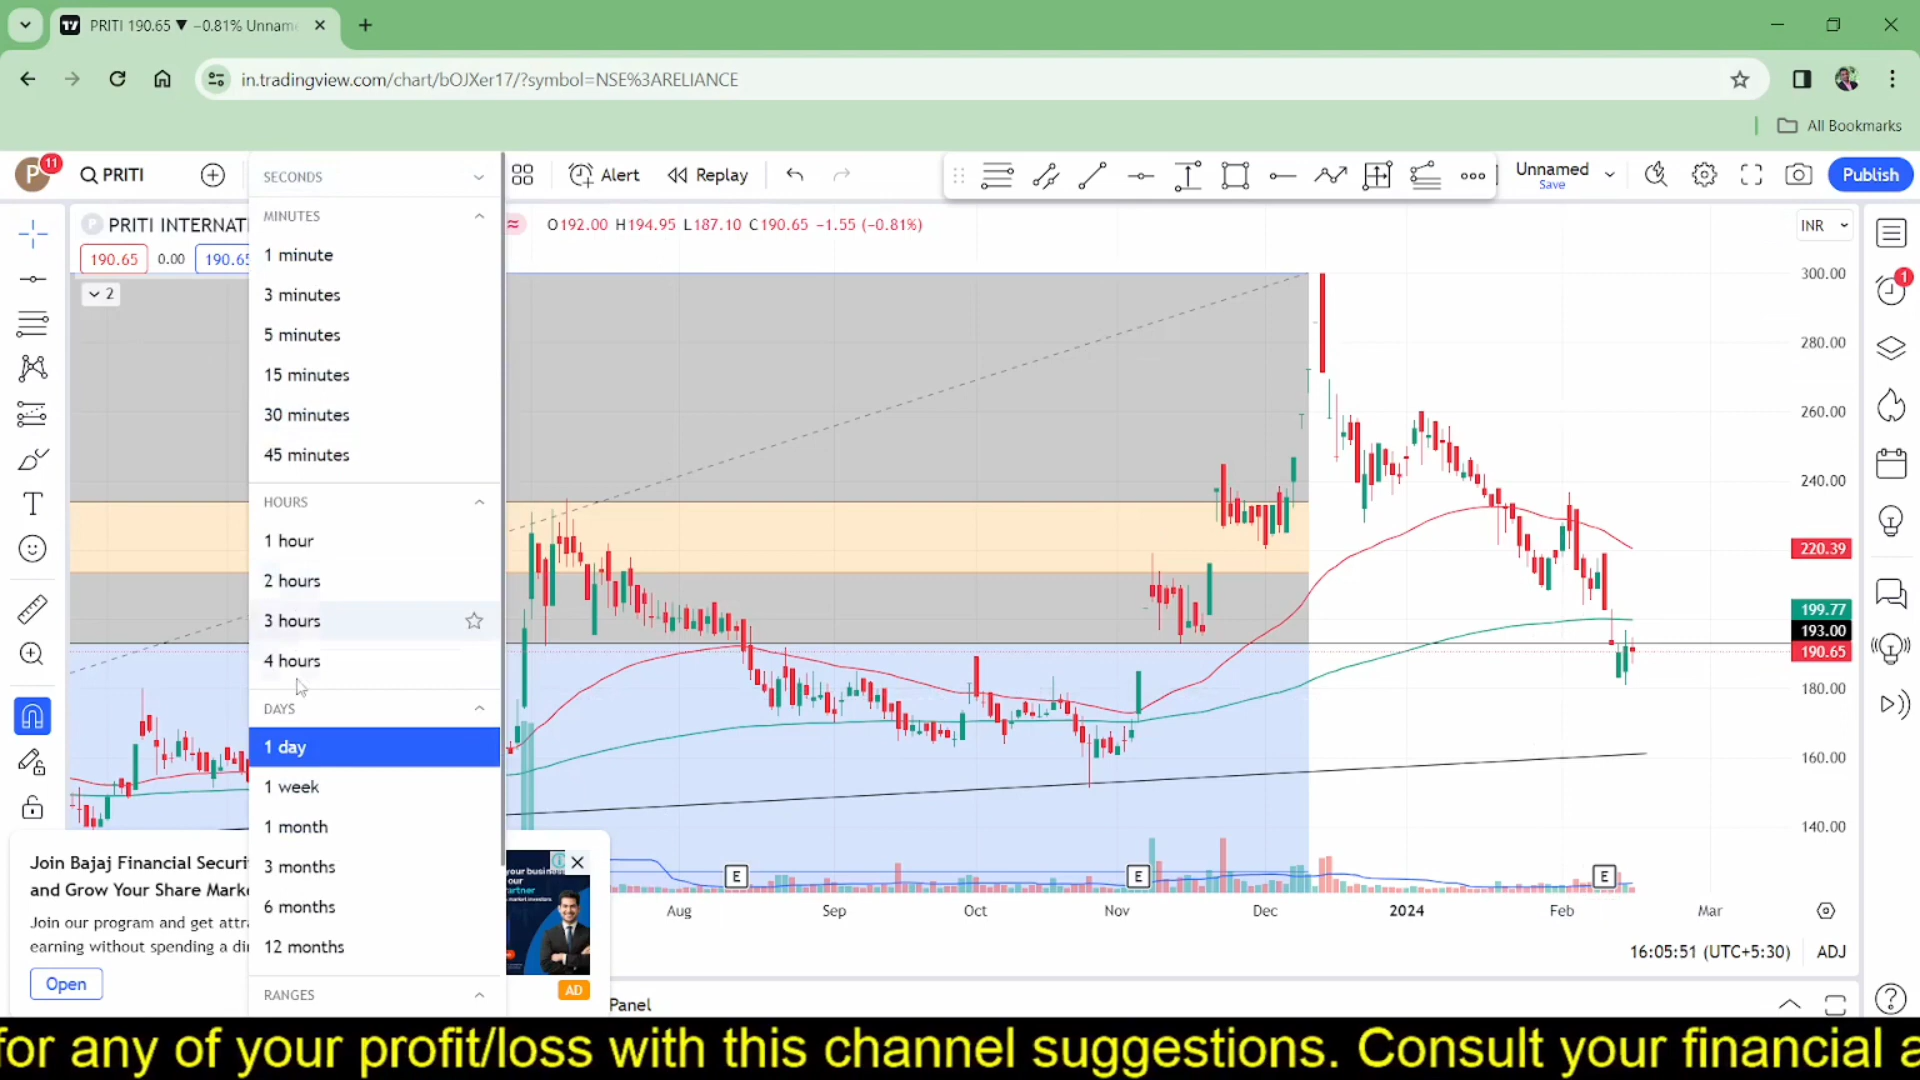 PRITI 190.65 ▼ −0.81% Unnam
in.tradingview.com/chart/bOJXer17/?symbol=NSE%3ARELIANCE
All Bookmarks
P 11
PRITI
Alert
Replay
Unnamed
Save
Publish
PRITI INTERNAT
O192.00 H194.95 L187.10 C190.65 −1.55 (−0.81%)
INR
190.65 0.00 190.65
2
SECONDS
MINUTES
1 minute
3 minutes
5 minutes
15 minutes
30 minutes
45 minutes
HOURS
1 hour
2 hours
3 hours
4 hours
DAYS
1 day
1 week
1 month
3 months
6 months
12 months
RANGES
300.00
280.00
260.00
240.00
220.39
199.77
193.00
190.65
180.00
160.00
140.00
1
E E E
Aug Sep Oct Nov Dec 2024 Feb Mar
16:05:51 (UTC+5:30) ADJ
Join Bajaj Financial Securi
and Grow Your Share Marke
Join our program and get attra
earning without spending a di
Open
AD
Panel
for any of your profit/loss with this channel suggestions. Consult your financial a